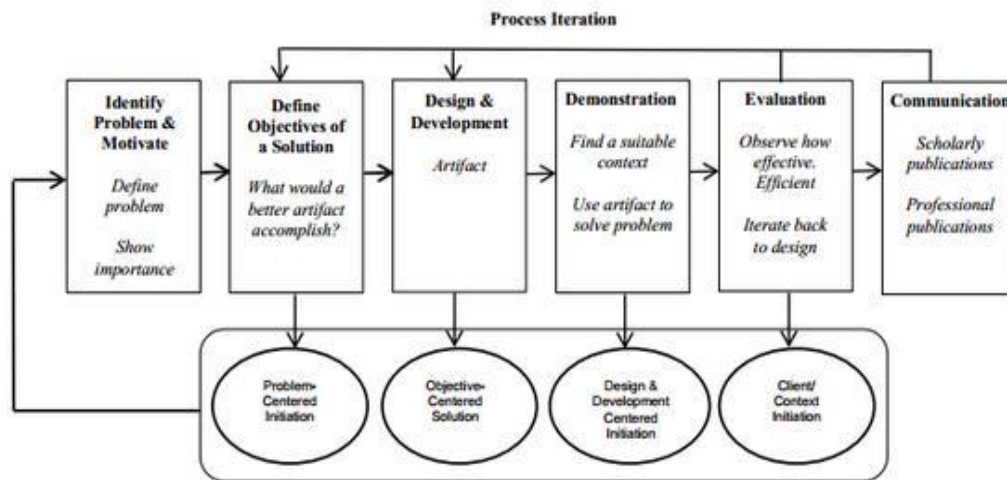 Process Iteration
Identify
Problem &
Motivate
Define
problem
Show
importance
Define
Objectives of
a Solution
What would a
better artifact
accomplish?
Design &
Development
Artifact
Demonstration
Find a suitable
context
Use artifact to
solve problem
Evaluation
Observe how
effective.
Efficient
Iterate back
to design
Communication
Scholarly
publications
Professional
publications
Problem-
Centered
Initiation
Objective-
Centered
Solution
Design &
Development
Centered
Initiation
Client/
Context
Initiation